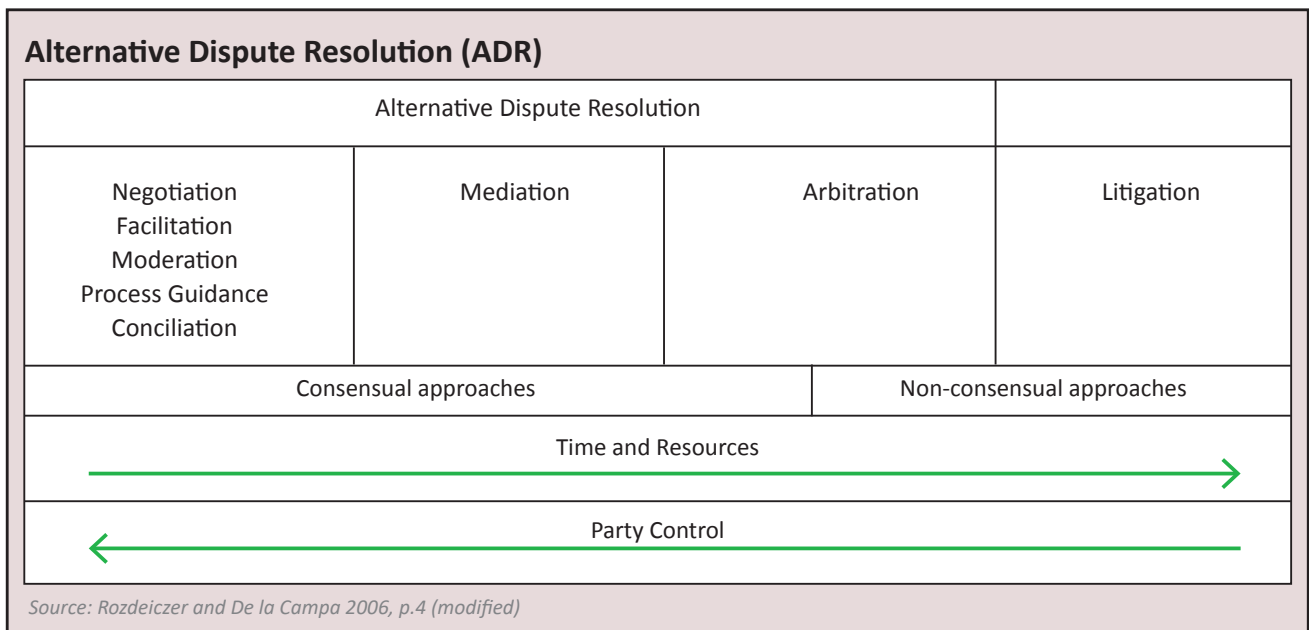 Alternative Dispute Resolution (ADR)
Alternative Dispute Resolution
Negotiation
Facilitation
Moderation
Process Guidance
Conciliation
Mediation
Arbitration
Litigation
Consensual approaches
Non-consensual approaches
Time and Resources
Party Control
Source: Rozdeiczer and De la Campa 2006, p.4 (modified)